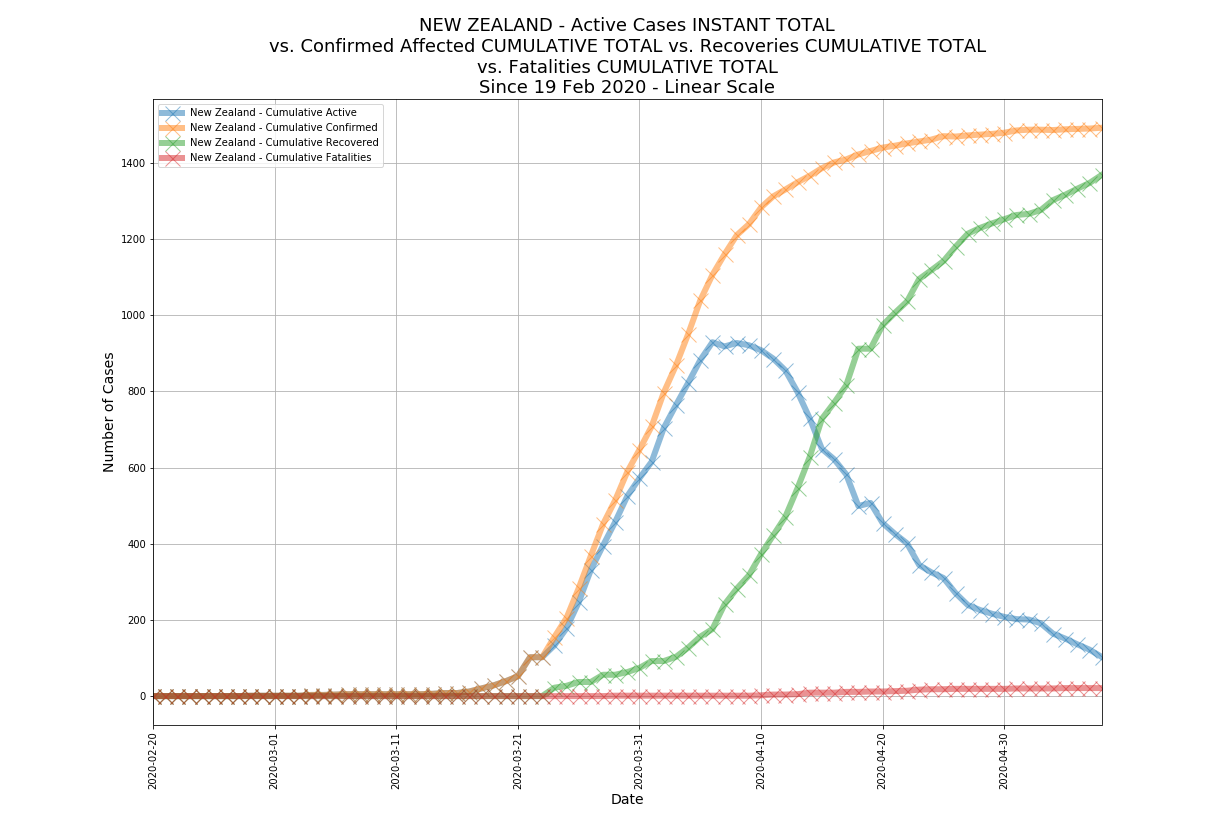 NEW ZEALAND - Active Cases INSTANT TOTAL
vs. Confirmed Affected CUMULATIVE TOTAL vs. Recoveries CUMULATIVE TOTAL
vs. Fatalities CUMULATIVE TOTAL
Since 19 Feb 2020 - Linear Scale
New Zealand - Cumulative Active
New Zealand - Cumulative Confirmed
New Zealand - Cumulative Recovered
New Zealand - Cumulative Fatalities
Number of Cases
1400
1200
1000
800
600
400
200
0
2020-02-20
2020-03-01
2020-03-11
2020-03-21
2020-03-31
2020-04-10
2020-04-20
2020-04-30
Date